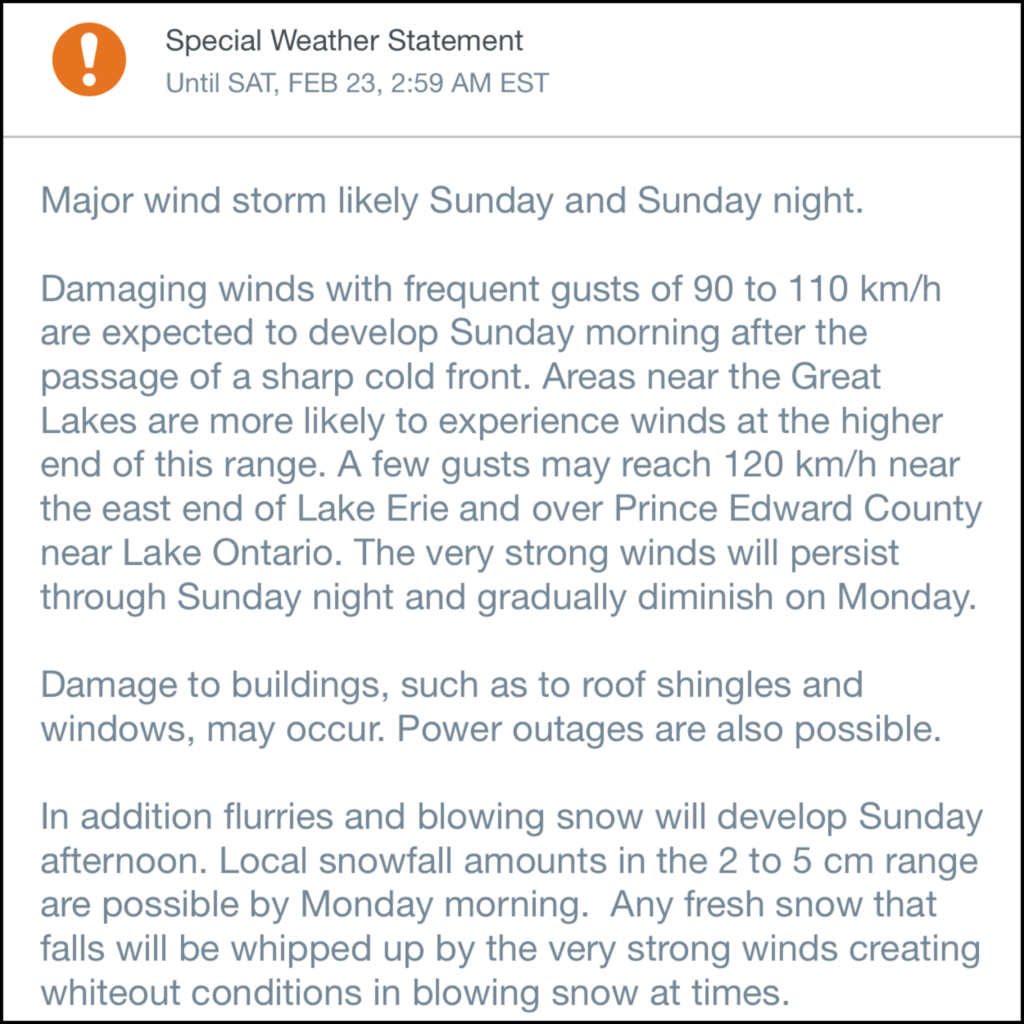 Special Weather Statement
Until SAT, FEB 23, 2:59 AM EST
Major wind storm likely Sunday and Sunday night.
Damaging winds with frequent gusts of 90 to 110 km/h
are expected to develop Sunday morning after the
passage of a sharp cold front. Areas near the Great
Lakes are more likely to experience winds at the higher
end of this range. A few gusts may reach 120 km/h near
the east end of Lake Erie and over Prince Edward County
near Lake Ontario. The very strong winds will persist
through Sunday night and gradually diminish on Monday.
Damage to buildings, such as to roof shingles and
windows, may occur. Power outages are also possible.
In addition flurries and blowing snow will develop Sunday
afternoon. Local snowfall amounts in the 2 to 5 cm range
are possible by Monday morning.  Any fresh snow that
falls will be whipped up by the very strong winds creating
whiteout conditions in blowing snow at times.